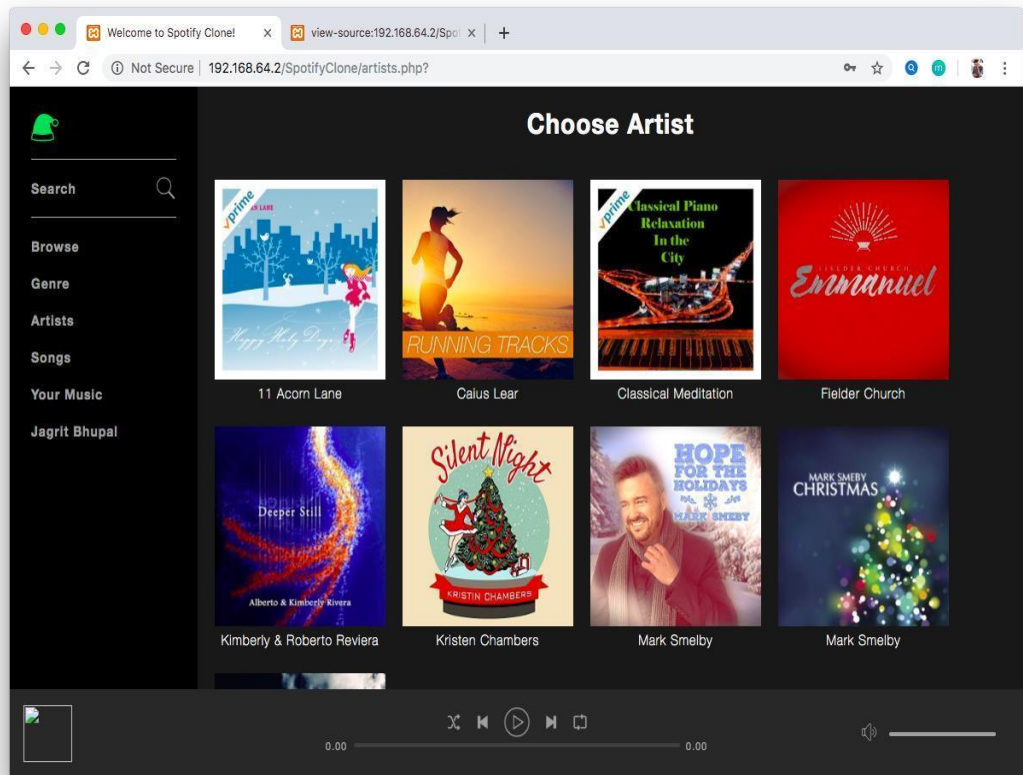 Welcome to Spotify Clone!
view-source:192.168.64.2/Spot
Not Secure | 192.168.64.2/SpotifyClone/artists.php?
Search
Browse
Genre
Artists
Songs
Your Music
Jagrit Bhupal
Choose Artist
prime
Happy Holy Days
11 Acorn Lane
RUNNING TRACKS
Caius Lear
prime
Classical Piano
Relaxation
In the
City
Classical Meditation
FIELDER CHURCH
Emmanuel
Fielder Church
Deeper Still
Alberto & Kimberly Rivera
Kimberly & Roberto Reviera
Silent Night
KRISTIN CHAMBERS
Kristen Chambers
HOPE
FOR THE
HOLIDAYS
MARK SMEBY
Mark Smelby
MARK SMEBY
CHRISTMAS
Mark Smelby
0.00
0.00